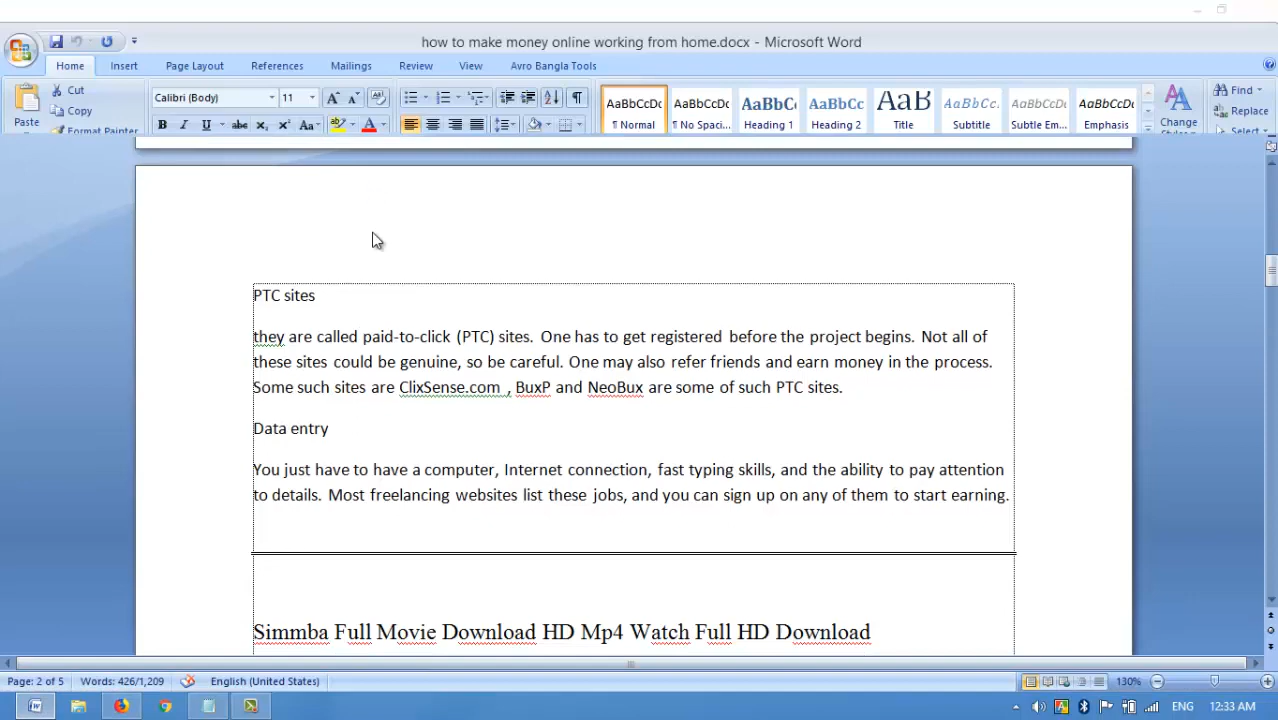 how to make money online working from home.docx - Microsoft Word
Home Insert Page Layout References Mailings Review View Avro Bangla Tools
Paste
Cut
Copy
Format Painter
Calibri (Body) 11
AaBbCcDc AaBbCcDc AaBbC AaBbCc AaB AaBbCc. AaBbCcDc AaBbCcDc
¶ Normal ¶ No Spaci... Heading 1 Heading 2 Title Subtitle Subtle Em... Emphasis
Change
Find
Replace
Select
PTC sites
they are called paid-to-click (PTC) sites. One has to get registered before the project begins. Not all of
these sites could be genuine, so be careful. One may also refer friends and earn money in the process.
Some such sites are ClixSense.com , BuxP and NeoBux are some of such PTC sites.
Data entry
You just have to have a computer, Internet connection, fast typing skills, and the ability to pay attention
to details. Most freelancing websites list these jobs, and you can sign up on any of them to start earning.
Simmba Full Movie Download HD Mp4 Watch Full HD Download
Page: 2 of 5 Words: 426/1,209 English (United States) 130%
ENG 12:33 AM